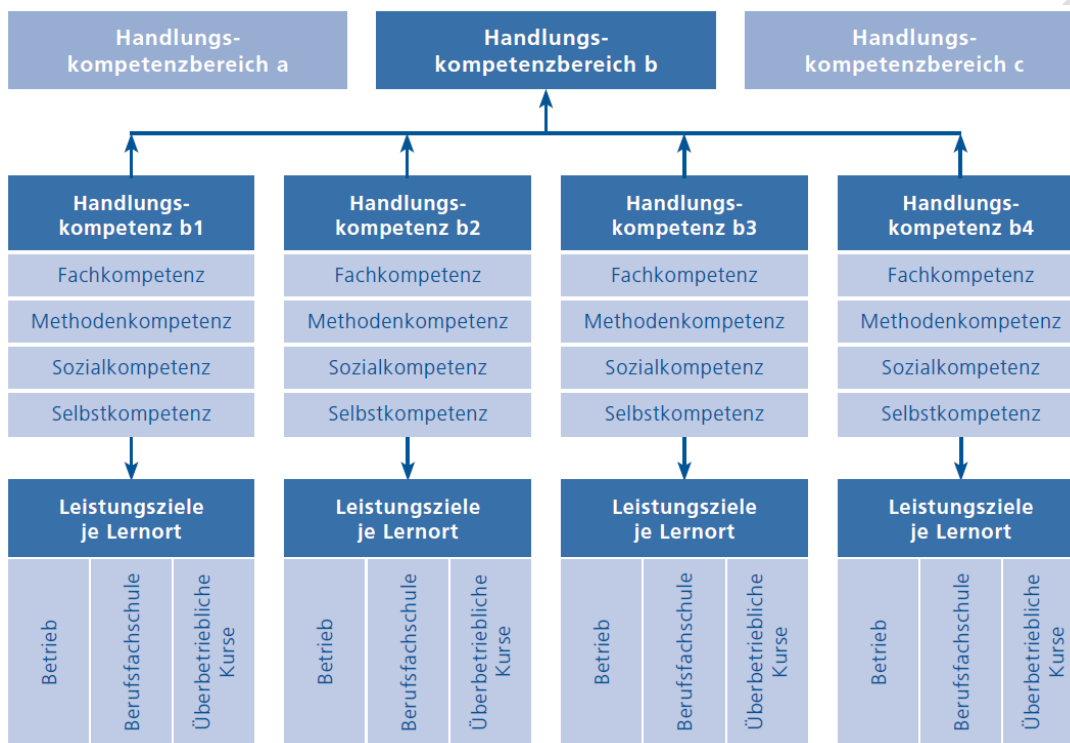 Handlungs-
kompetenzbereich a
Handlungs-
kompetenzbereich b
Handlungs-
kompetenzbereich c
Handlungs-
kompetenz b1
Fachkompetenz
Methodenkompetenz
Sozialkompetenz
Selbstkompetenz
Leistungsziele
je Lernort
Betrieb
Berufsfachschule
Überbetriebliche
Kurse
Handlungs-
kompetenz b2
Fachkompetenz
Methodenkompetenz
Sozialkompetenz
Selbstkompetenz
Leistungsziele
je Lernort
Betrieb
Berufsfachschule
Überbetriebliche
Kurse
Handlungs-
kompetenz b3
Fachkompetenz
Methodenkompetenz
Sozialkompetenz
Selbstkompetenz
Leistungsziele
je Lernort
Betrieb
Berufsfachschule
Überbetriebliche
Kurse
Handlungs-
kompetenz b4
Fachkompetenz
Methodenkompetenz
Sozialkompetenz
Selbstkompetenz
Leistungsziele
je Lernort
Betrieb
Berufsfachschule
Überbetriebliche
Kurse